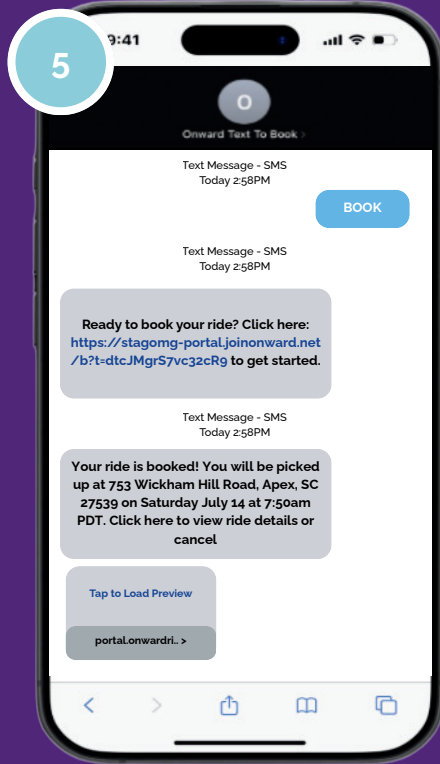 5
9:41
O
Onward Text To Book >
Text Message - SMS
Today 2:58PM
BOOK
Text Message - SMS
Today 2:58PM
Ready to book your ride? Click here:
https://stagomg-portal.joinonward.net
/b?t=dtcJMgrS7vc32cR9 to get started.
Text Message - SMS
Today 2:58PM
Your ride is booked! You will be picked
up at 753 Wickham Hill Road, Apex, SC
27539 on Saturday July 14 at 7:50am
PDT. Click here to view ride details or
cancel
Tap to Load Preview
portal.onwardri.. >